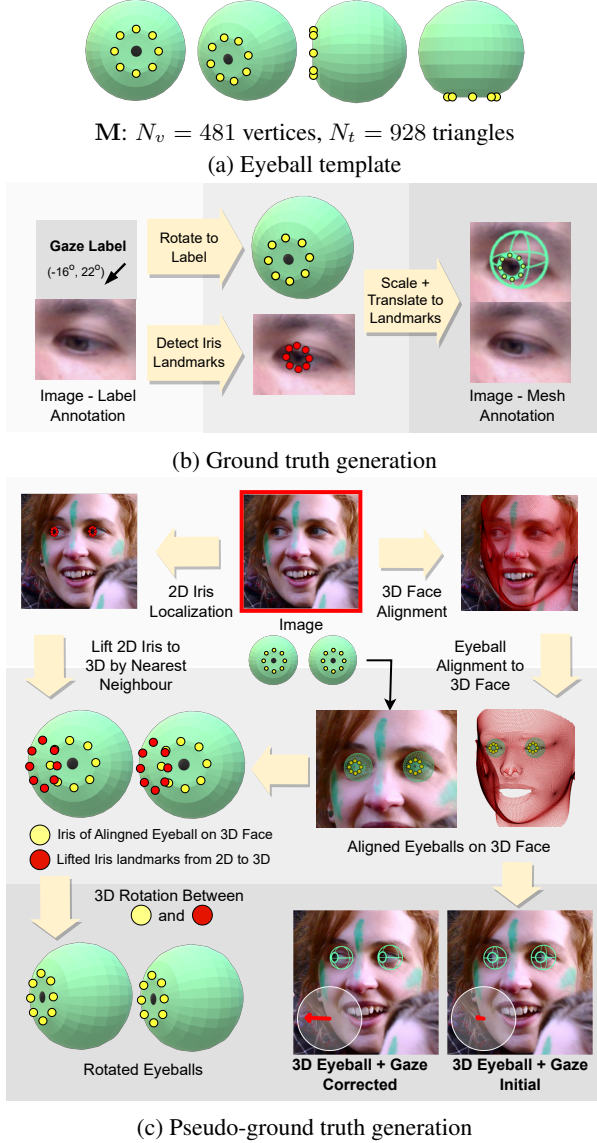 M: N_v = 481 vertices, N_t = 928 triangles
(a) Eyeball template
Gaze Label
(-16°, 22°)
Rotate to
Label
Scale +
Translate to
Landmarks
Detect Iris
Landmarks
Image - Label
Annotation
Image - Mesh
Annotation
(b) Ground truth generation
2D Iris
Localization
Image
3D Face
Alignment
Lift 2D Iris to
3D by Nearest
Neighbour
Eyeball
Alignment to
3D Face
Iris of Alingned Eyeball on 3D Face
Lifted Iris landmarks from 2D to 3D
Aligned Eyeballs on 3D Face
3D Rotation Between
and
Rotated Eyeballs
3D Eyeball + Gaze
Corrected
3D Eyeball + Gaze
Initial
(c) Pseudo-ground truth generation